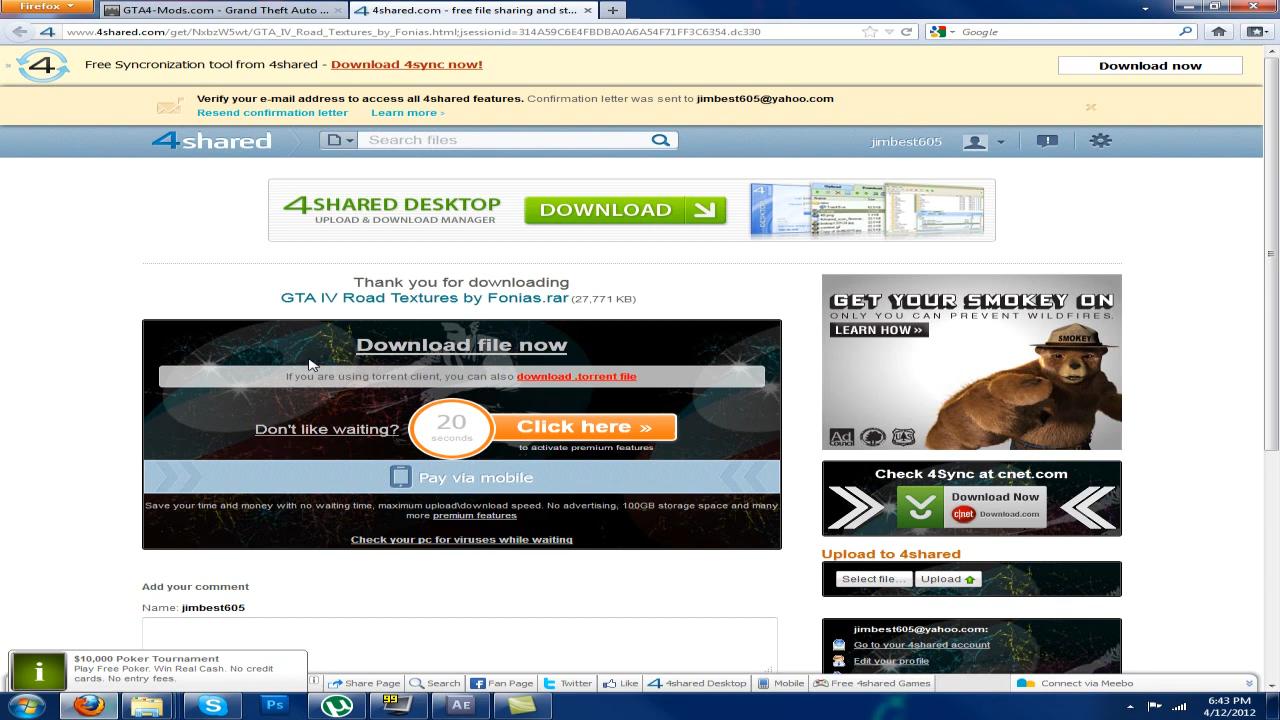 Firefox
GTA4-Mods.com - Grand Theft Auto ...
4shared.com - free file sharing and st...
www.4shared.com/get/NxbzW5wt/GTA_IV_Road_Textures_by_Fonias.html;jsessionid=314A59C6E4FBDBA0A6A54F71FF3C6354.dc330
Google
4
Free Syncronization tool from 4shared - Download 4sync now!
Download now
Verify your e-mail address to access all 4shared features. Confirmation letter was sent to jimbest605@yahoo.com
Resend confirmation letter Learn more >
4shared
Search files
jimbest605
4SHARED DESKTOP
UPLOAD & DOWNLOAD MANAGER
DOWNLOAD
Thank you for downloading
GTA IV Road Textures by Fonias.rar (27,771 KB)
Download file now
If you are using torrent client, you can also download .torrent file
Don't like waiting?
20
seconds
Click here »
to activate premium features
Pay via mobile
Save your time and money with no waiting time, maximum upload\download speed. No advertising, 100GB storage space and many
more premium features
Check your pc for viruses while waiting
Add your comment
Name: jimbest605
GET YOUR SMOKEY ON
ONLY YOU CAN PREVENT WILDFIRES.
LEARN HOW »
SMOKEY
Ad
Council
Check 4Sync at cnet.com
Download Now
c|net Download.com
Upload to 4shared
Select file... Upload
jimbest605@yahoo.com:
Go to your 4shared account
Edit your profile
$10,000 Poker Tournament
Play Free Poker. Win Real Cash. No credit
cards. No entry fees.
Share Page Search Fan Page Twitter Like 4shared Desktop Mobile Free 4shared Games Connect via Meebo
Ps
99
Ae
6:43 PM
4/12/2012